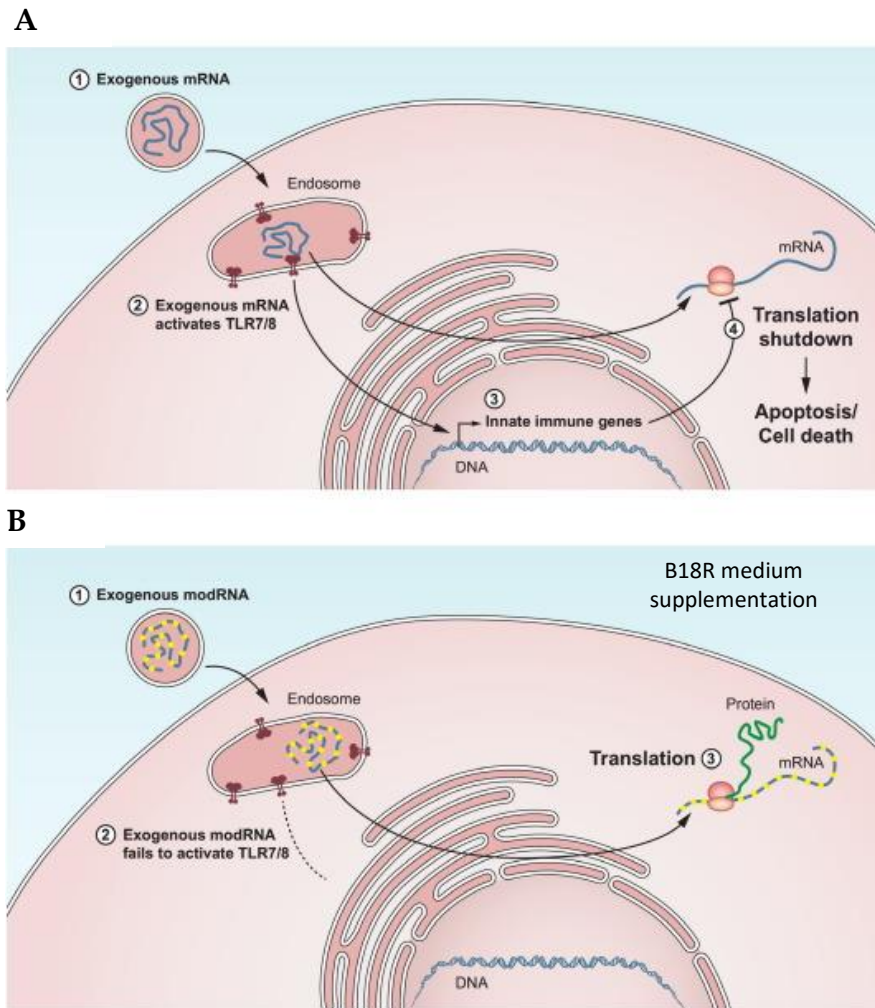 A
① Exogenous mRNA
Endosome
② Exogenous mRNA
activates TLR7/8
mRNA
④
Translation
shutdown
Apoptosis/
Cell death
③
Innate immune genes
DNA
B
① Exogenous modRNA
B18R medium
supplementation
Endosome
② Exogenous modRNA
fails to activate TLR7/8
Protein
Translation ③
mRNA
DNA